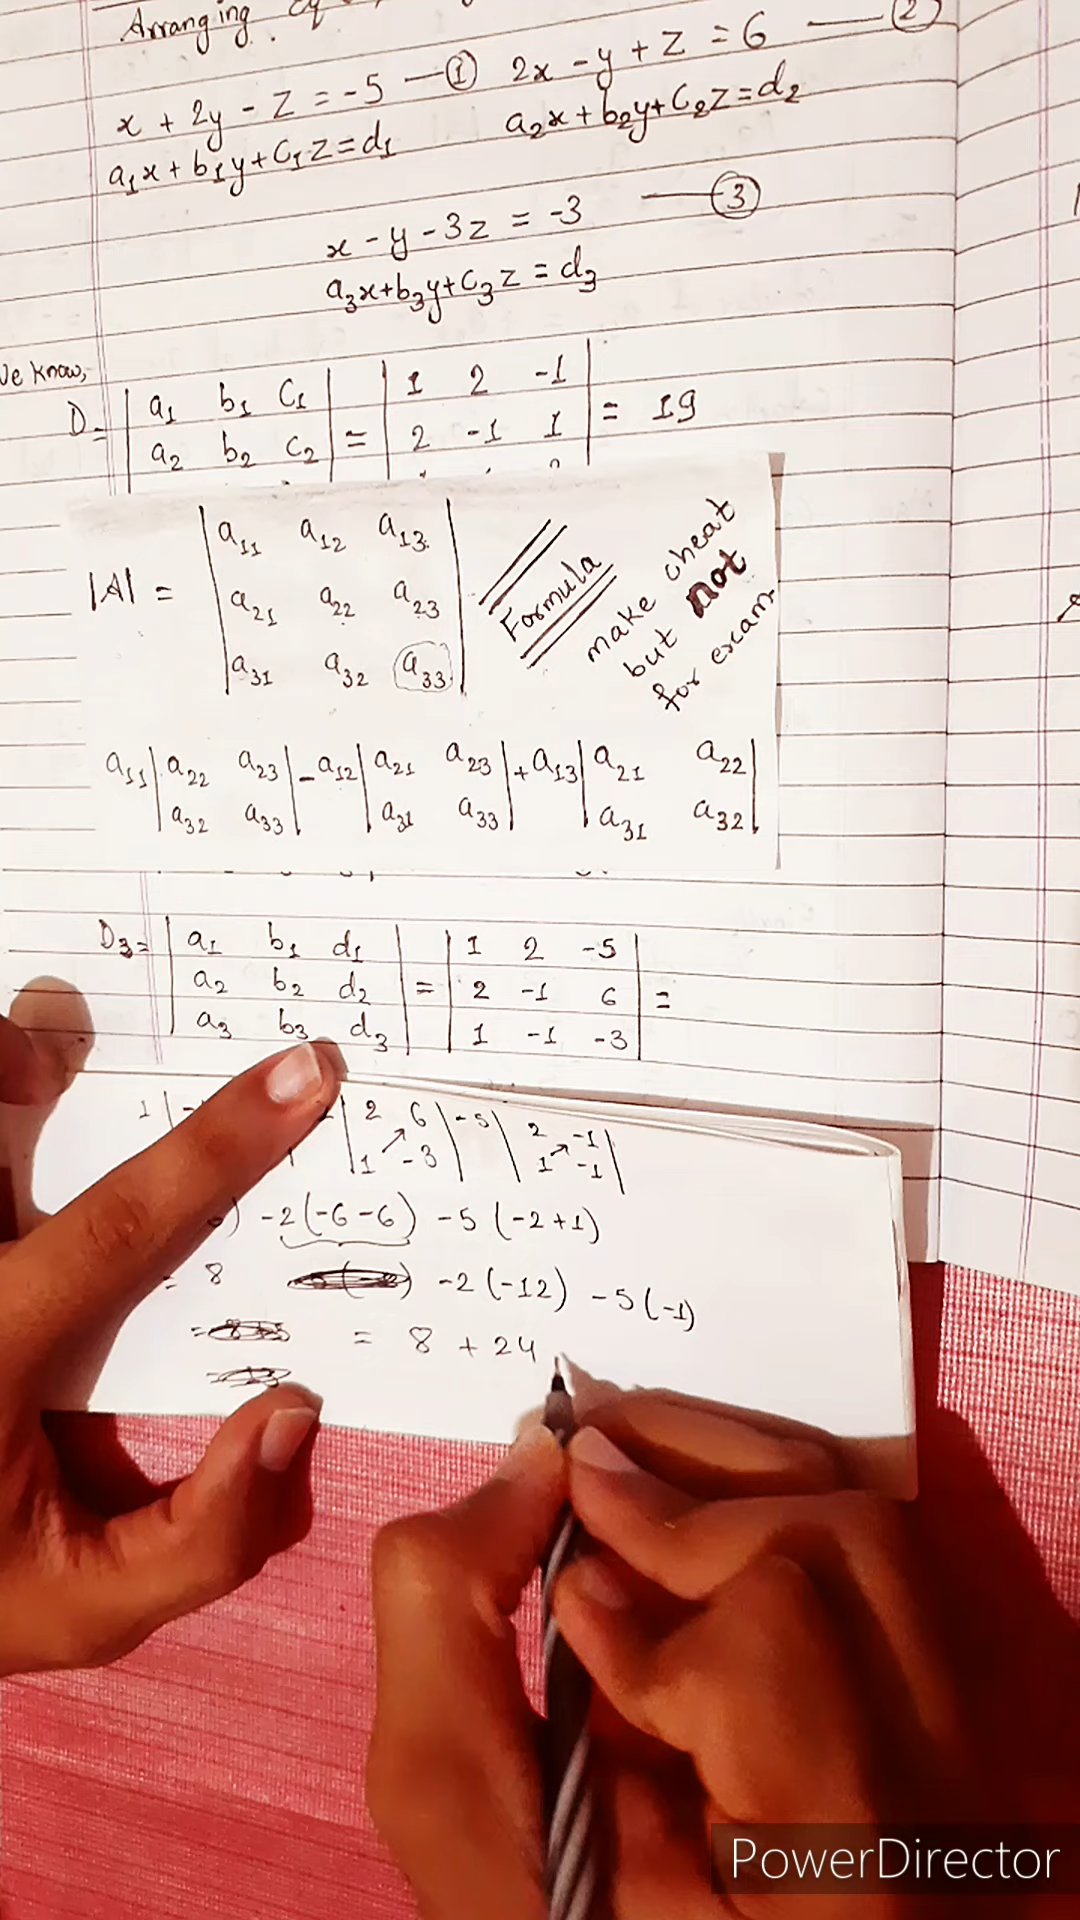 Arranging
x + 2y - z = -5 —① 2x - y + z = 6 —②
a₁x + b₁y + c₁z = d₁ a₂x + b₂y + c₂z = d₂
x - y - 3z = -3 —③
a₃x + b₃y + c₃z = d₃
We know,
D = | a₁ b₁ c₁ | = | 1 2 -1 | = 19
| a₂ b₂ c₂ | | 2 -1 1 |
|A| = | a₁₁ a₁₂ a₁₃ |
| a₂₁ a₂₂ a₂₃ |
| a₃₁ a₃₂ a₃₃ |
Formula
make cheat
but not
for exam
a₁₁ | a₂₂ a₂₃ | - a₁₂ | a₂₁ a₂₃ | + a₁₃ | a₂₁ a₂₂ |
| a₃₂ a₃₃ | | a₃₁ a₃₃ | | a₃₁ a₃₂ |
D₃ = | a₁ b₁ d₁ | = | 1 2 -5 | =
| a₂ b₂ d₂ | | 2 -1 6 |
| a₃ b₃ d₃ | | 1 -1 -3 |
1 | | 2 6 | -5 | 2 -1 |
| 1 -3 | | 1 -1 |
) -2 (-6 -6) -5 (-2+1)
= 8 -2 (-12) -5 (-1)
= 8 + 24
PowerDirector